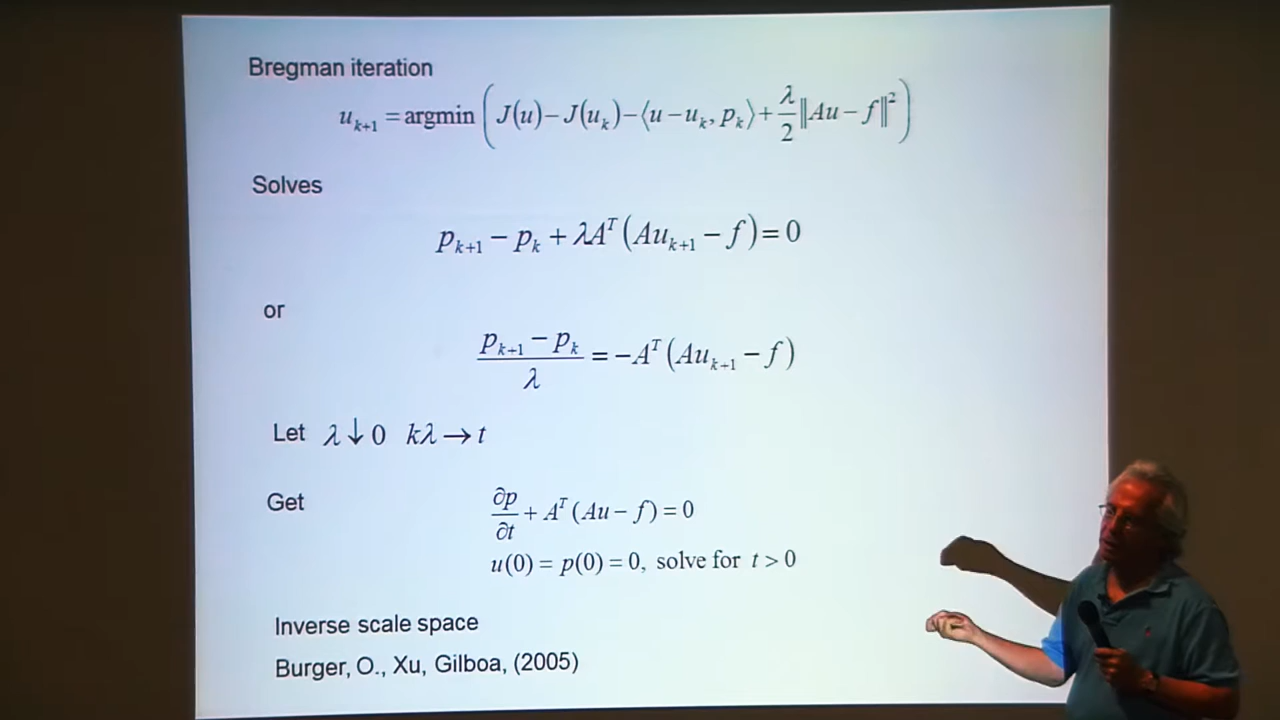 Bregman iteration
u_{k+1} = argmin ( J(u) − J(u_k) − ⟨u − u_k, p_k⟩ + λ/2 ‖Au − f‖² )
Solves
p_{k+1} − p_k + λA^T (Au_{k+1} − f) = 0
or
(p_{k+1} − p_k)/λ = −A^T (Au_{k+1} − f)
Let λ ↓ 0 kλ → t
Get ∂p/∂t + A^T (Au − f) = 0
u(0) = p(0) = 0, solve for t > 0
Inverse scale space
Burger, O., Xu, Gilboa, (2005)